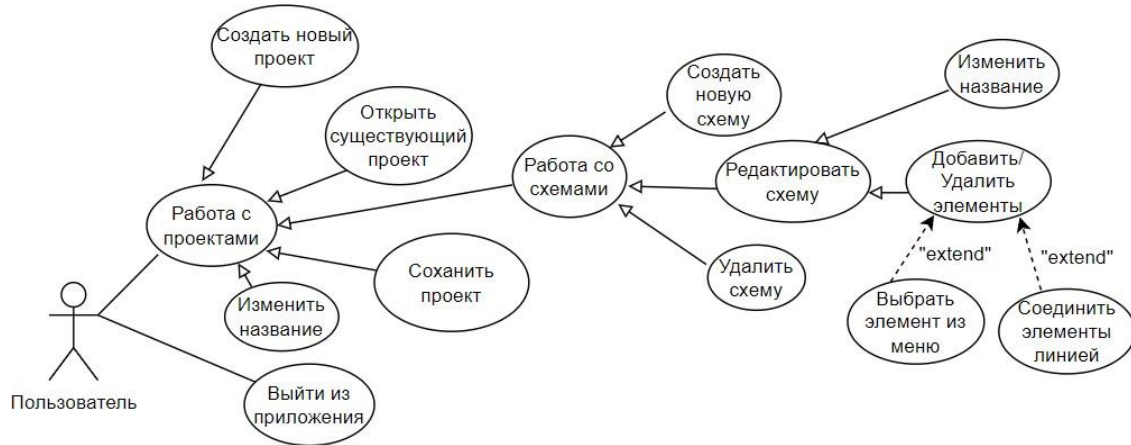 Создать новый
проект
Открыть
существующий
проект
Создать
новую
схему
Изменить
название
Работа со
схемами
Редактировать
схему
Добавить/
Удалить
элементы
Работа с
проектами
"extend"
"extend"
Соханить
проект
Удалить
схему
Изменить
название
Выбрать
элемент из
меню
Соединить
элементы
линией
Пользователь
Выйти из
приложения